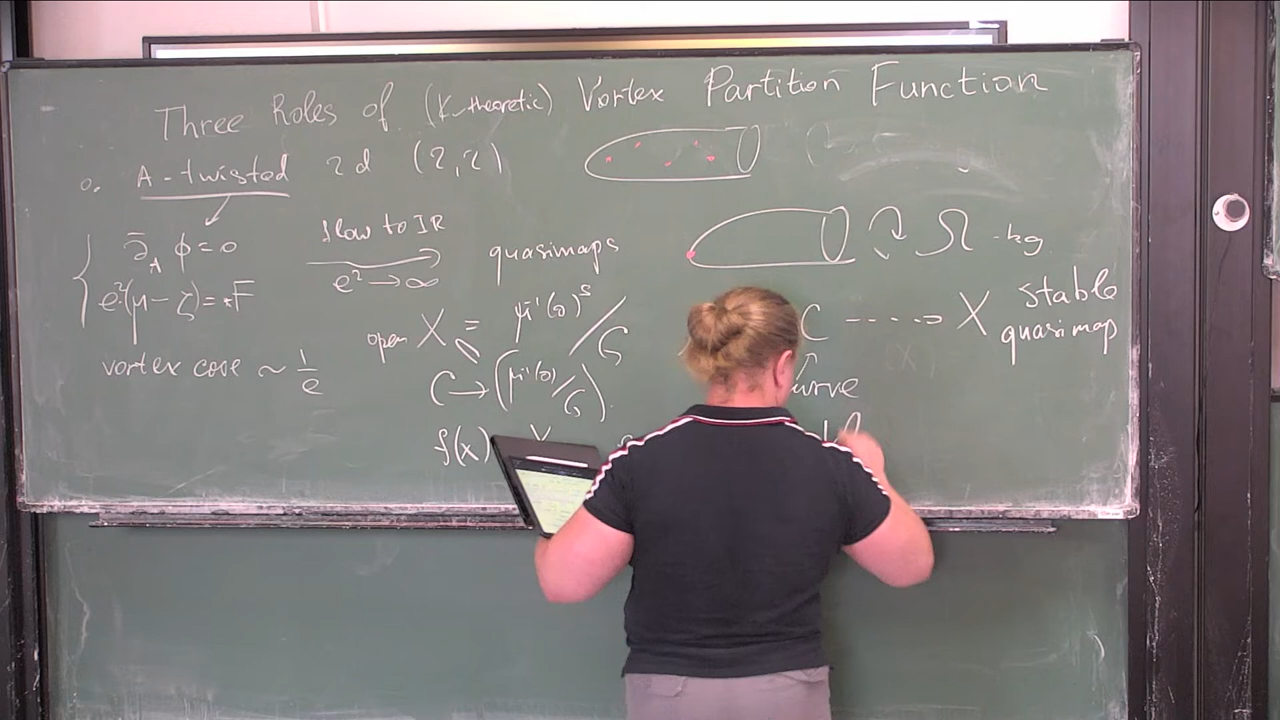 Three Roles of (K-theoretic) Vortex Partition Function
0. A-twisted 2d (2,2)
∂̄_A φ = 0
e²(μ - ζ) = *F
vortex core ~ 1/e
flow to IR
e² → ∞
quasimaps
open X = μ⁻¹(0)^s / G
C → (μ⁻¹(0)/G).
f(x)
Ω - bg
C ----> X stable
quasimap
curve